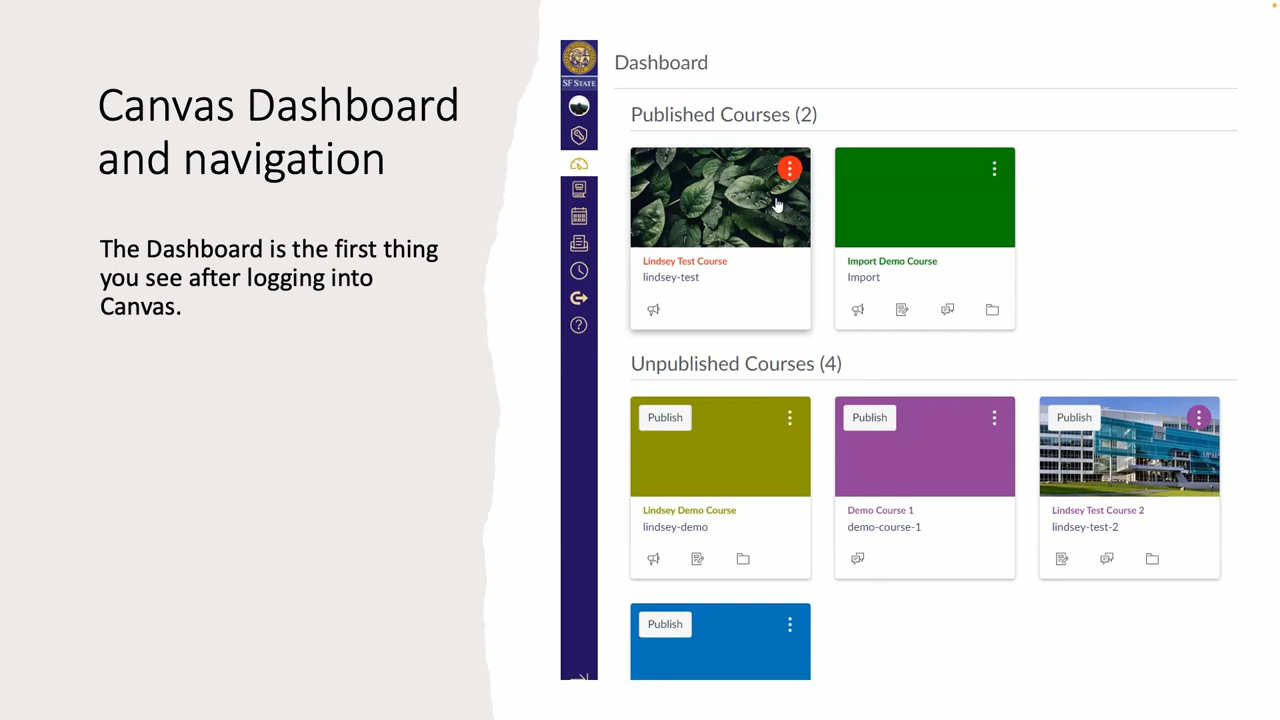 Canvas Dashboard
and navigation
The Dashboard is the first thing
you see after logging into
Canvas.
SF STATE
Dashboard
Published Courses (2)
Lindsey Test Course
lindsey-test
Import Demo Course
Import
Unpublished Courses (4)
Publish
Lindsey Demo Course
lindsey-demo
Publish
Demo Course 1
demo-course-1
Publish
Lindsey Test Course 2
lindsey-test-2
Publish